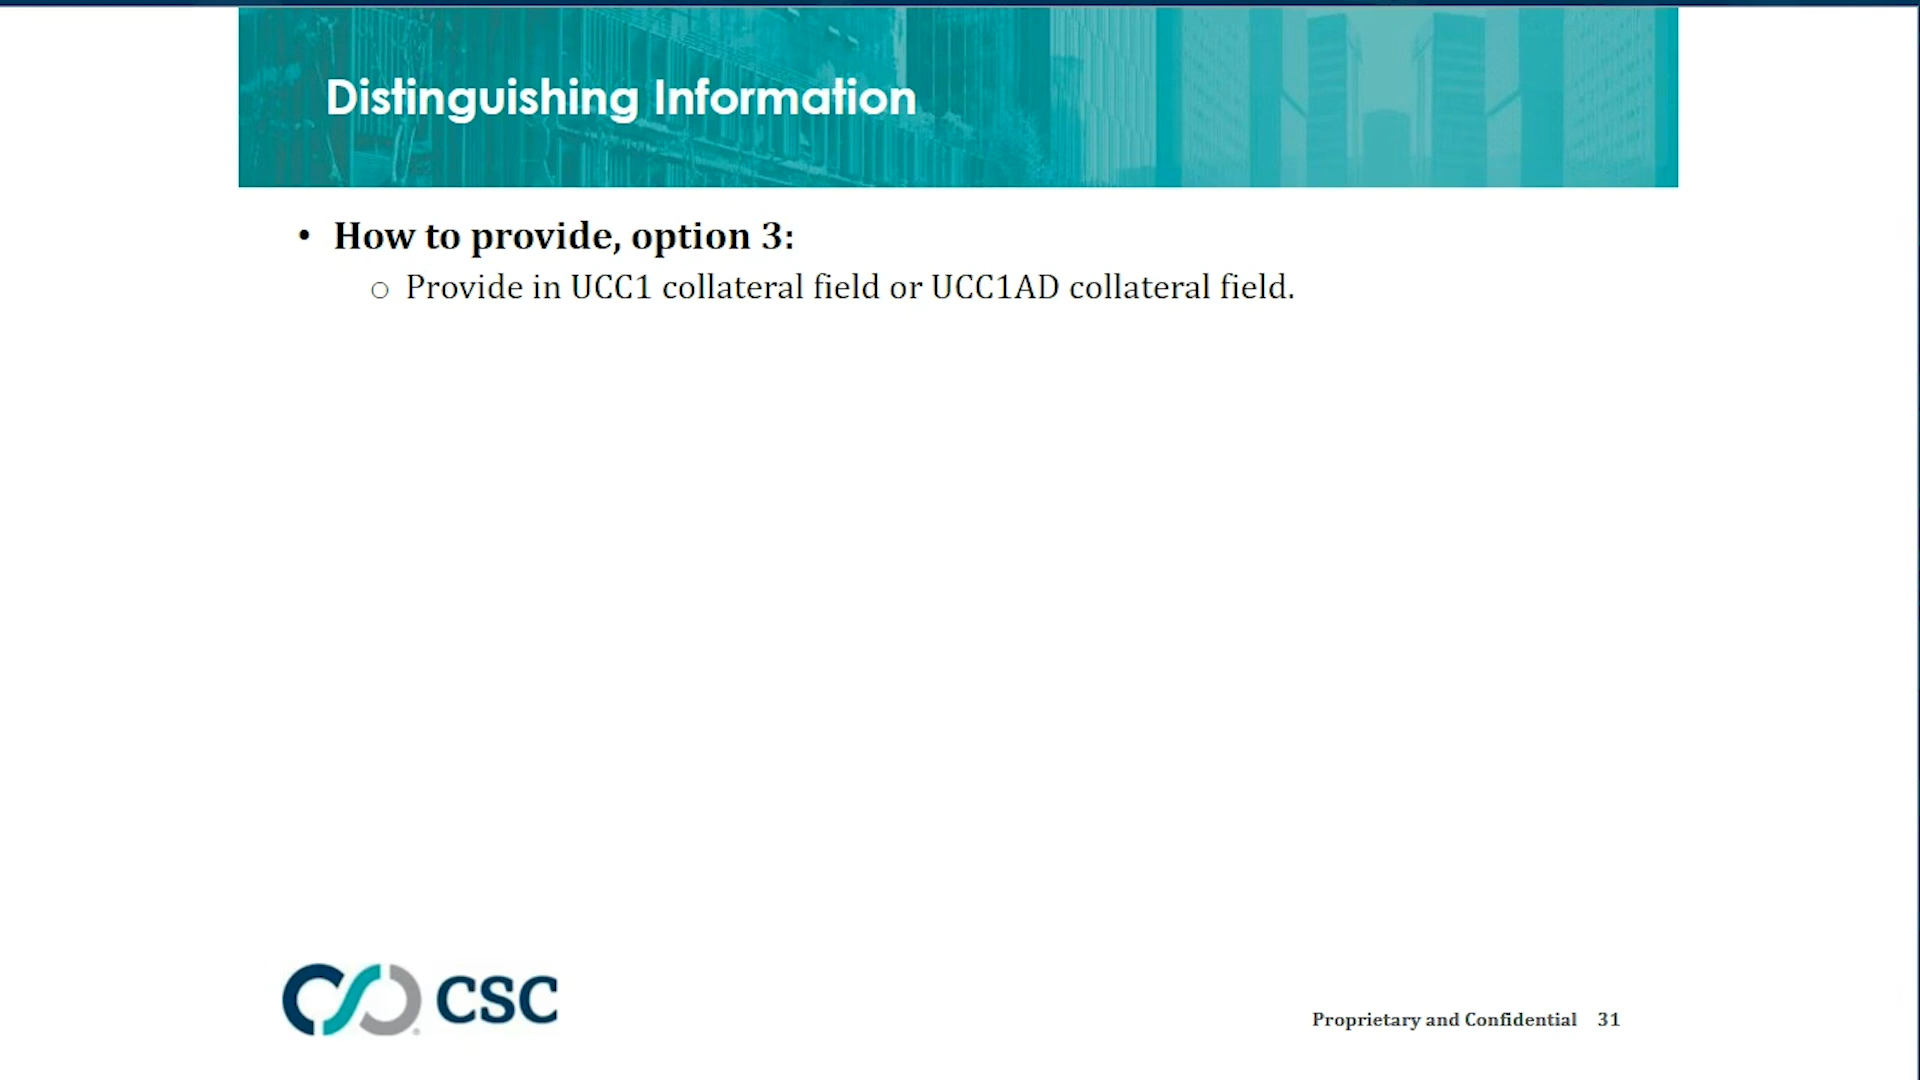 Distinguishing Information
• How to provide, option 3:
○ Provide in UCC1 collateral field or UCC1AD collateral field.
CSC
Proprietary and Confidential 31